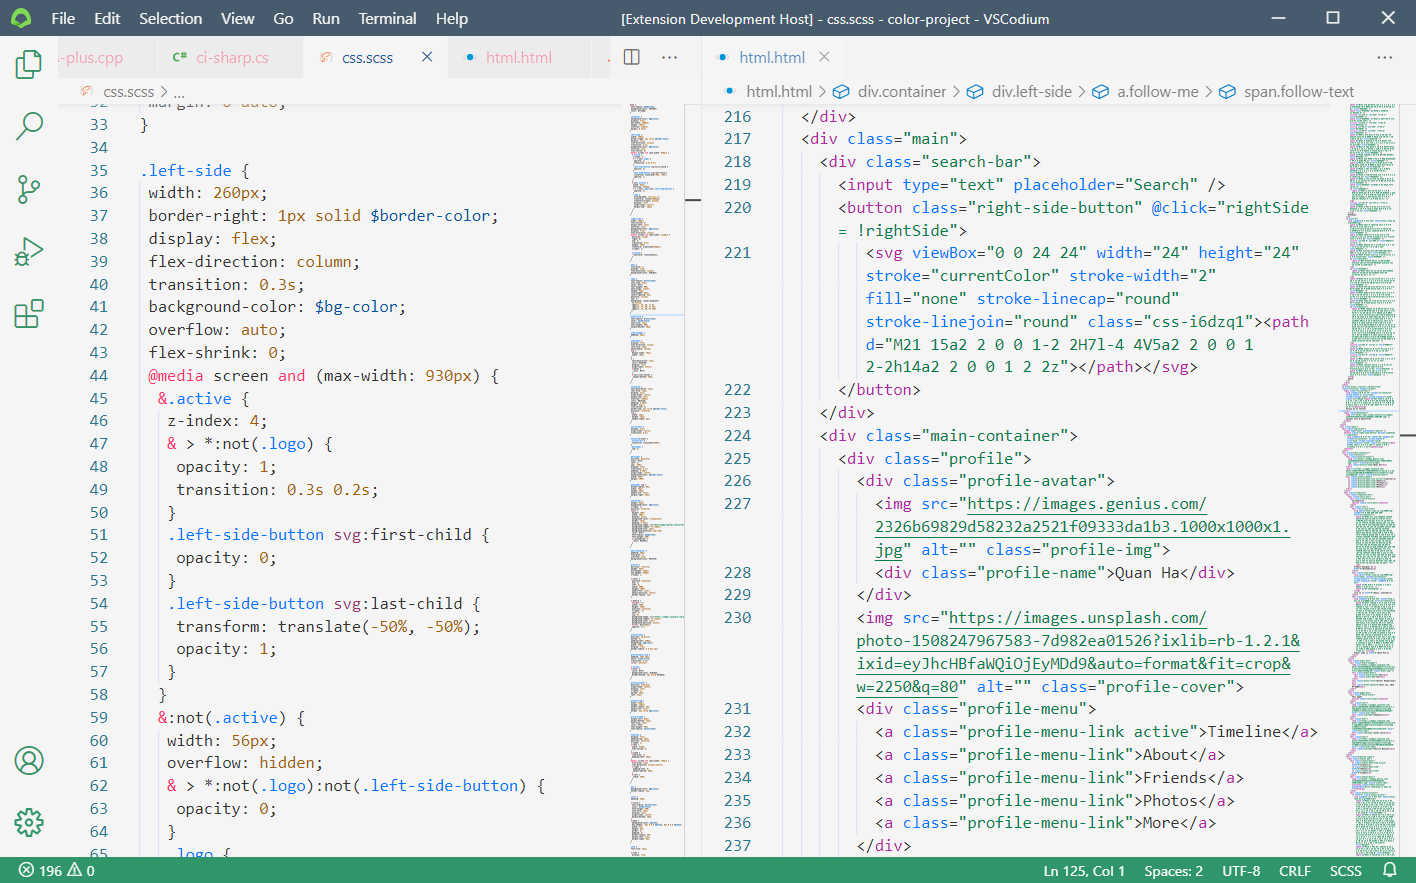 File Edit Selection View Go Run Terminal Help [Extension Development Host] - css.scss - color-project - VSCodium
s-plus.cpp C# ci-sharp.cs css.scss html.html ...
css.scss > ...
margin: 0 auto;
33 }
34
35 .left-side {
36 width: 260px;
37 border-right: 1px solid $border-color;
38 display: flex;
39 flex-direction: column;
40 transition: 0.3s;
41 background-color: $bg-color;
42 overflow: auto;
43 flex-shrink: 0;
44 @media screen and (max-width: 930px) {
45 &.active {
46 z-index: 4;
47 & > *:not(.logo) {
48 opacity: 1;
49 transition: 0.3s 0.2s;
50 }
51 .left-side-button svg:first-child {
52 opacity: 0;
53 }
54 .left-side-button svg:last-child {
55 transform: translate(-50%, -50%);
56 opacity: 1;
57 }
58 }
59 &:not(.active) {
60 width: 56px;
61 overflow: hidden;
62 & > *:not(.logo):not(.left-side-button) {
63 opacity: 0;
64 }
65 .logo {
html.html ...
html.html > div.container > div.left-side > a.follow-me > span.follow-text
216 </div>
217 <div class="main">
218 <div class="search-bar">
219 <input type="text" placeholder="Search" />
220 <button class="right-side-button" @click="rightSide
= !rightSide">
221 <svg viewBox="0 0 24 24" width="24" height="24"
stroke="currentColor" stroke-width="2"
fill="none" stroke-linecap="round"
stroke-linejoin="round" class="css-i6dzq1"><path
d="M21 15a2 2 0 0 1-2 2H7l-4 4V5a2 2 0 0 1
2-2h14a2 2 0 0 1 2 2z"></path></svg>
222 </button>
223 </div>
224 <div class="main-container">
225 <div class="profile">
226 <div class="profile-avatar">
227 <img src="https://images.genius.com/
2326b69829d58232a2521f09333da1b3.1000x1000x1.
jpg" alt="" class="profile-img">
228 <div class="profile-name">Quan Ha</div>
229 </div>
230 <img src="https://images.unsplash.com/
photo-1508247967583-7d982ea01526?ixlib=rb-1.2.1&
ixid=eyJhcHBfaWQiOjEyMDd9&auto=format&fit=crop&
w=2250&q=80" alt="" class="profile-cover">
231 <div class="profile-menu">
232 <a class="profile-menu-link active">Timeline</a>
233 <a class="profile-menu-link">About</a>
234 <a class="profile-menu-link">Friends</a>
235 <a class="profile-menu-link">Photos</a>
236 <a class="profile-menu-link">More</a>
237 </div>
196 0 Ln 125, Col 1 Spaces: 2 UTF-8 CRLF SCSS